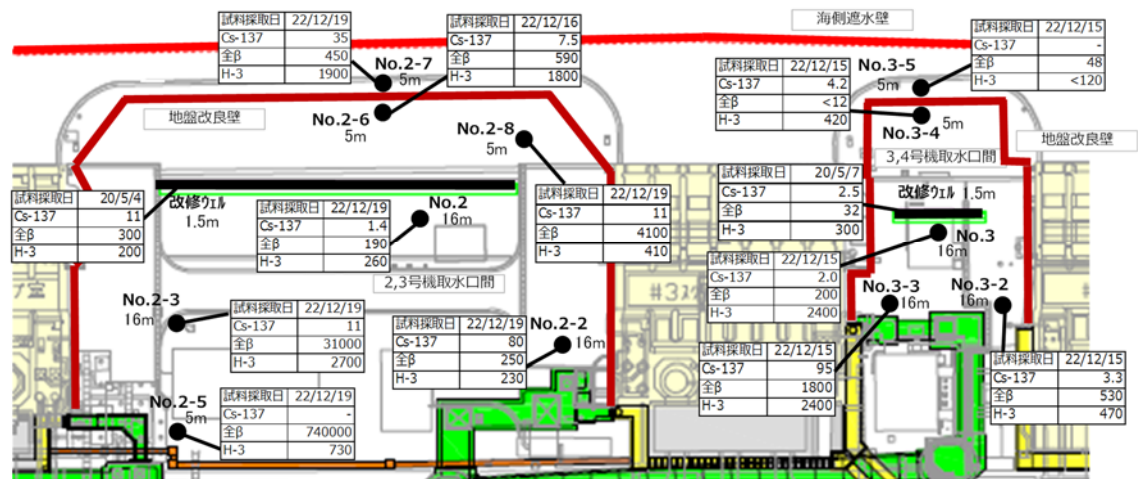 海側遮水壁
試料採取日 22/12/19
Cs-137 35
全β 450
H-3 1900
No.2-7
5m
試料採取日 22/12/16
Cs-137 7.5
全β 590
H-3 1800
No.2-6
5m
試料採取日 22/12/15
Cs-137 -
全β 48
H-3 <120
No.3-5
5m
試料採取日 22/12/15
Cs-137 4.2
全β <12
H-3 420
No.3-4
5m
地盤改良壁
地盤改良壁
No.2-8
5m
3,4号機取水口間
試料採取日 20/5/4
Cs-137 11
全β 300
H-3 200
改修ウェル
1.5m
試料採取日 22/12/19
Cs-137 1.4
全β 190
H-3 260
No.2
16m
試料採取日 22/12/19
Cs-137 11
全β 4100
H-3 410
試料採取日 20/5/7
Cs-137 2.5
全β 32
H-3 300
改修ウェル 1.5m
No.3
16m
試料採取日 22/12/15
Cs-137 2.0
全β 200
H-3 2400
2,3号機取水口間
No.2-3
16m
試料採取日 22/12/19
Cs-137 11
全β 31000
H-3 2700
試料採取日 22/12/19
Cs-137 80
全β 250
H-3 230
No.2-2
16m
No.3-3
16m
No.3-2
16m
試料採取日 22/12/15
Cs-137 95
全β 1800
H-3 2400
試料採取日 22/12/15
Cs-137 3.3
全β 530
H-3 470
No.2-5
5m
試料採取日 22/12/19
Cs-137 -
全β 740000
H-3 730